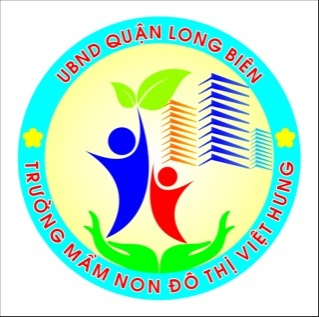 UBND QUẬN LONG BIÊN
TRƯỜNG MẦM NON ĐÔ THỊ VIỆT HƯNG